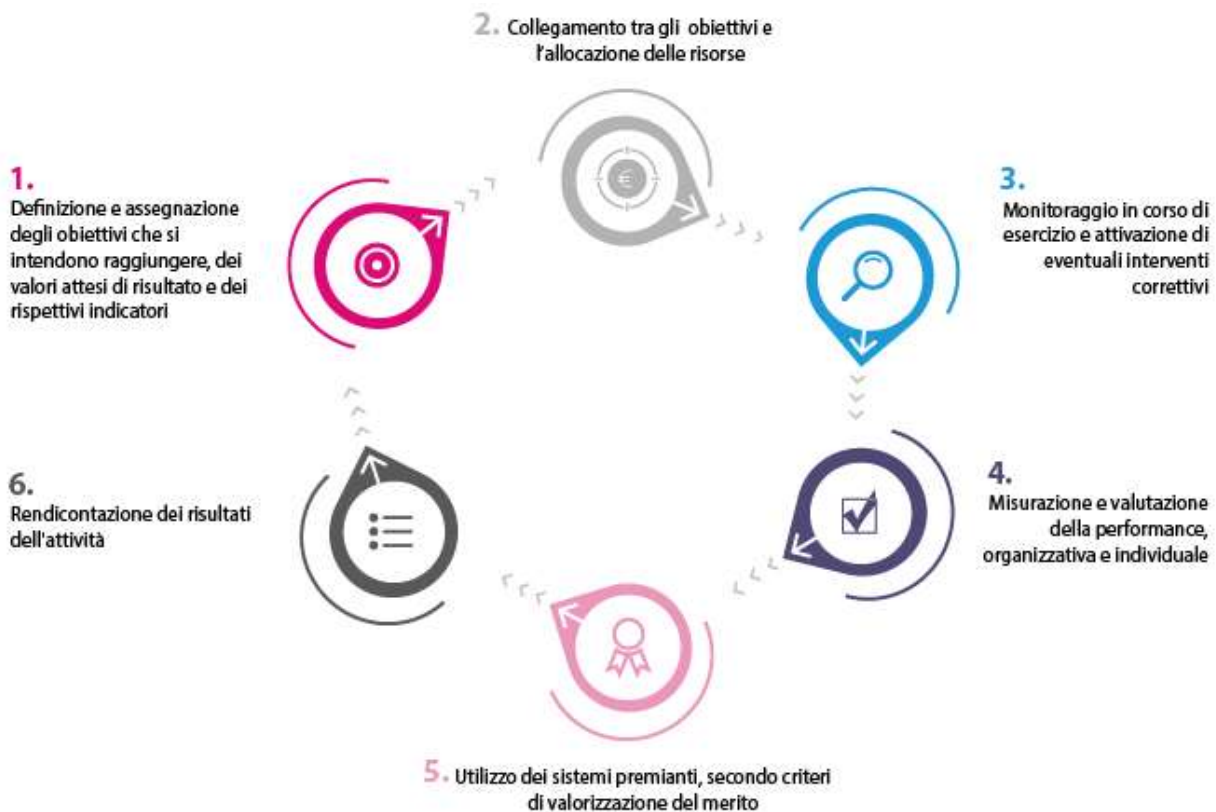 1.
Definizione e assegnazione
degli obiettivi che si
intendono raggiungere, dei
valori attesi di risultato e dei
rispettivi indicatori
2. Collegamento tra gli obiettivi e
l'allocazione delle risorse
€
3.
Monitoraggio in corso di
esercizio e attivazione di
eventuali interventi
correttivi
4.
Misurazione e valutazione
della performance,
organizzativa e individuale
5. Utilizzo dei sistemi premianti, secondo criteri
di valorizzazione del merito
6.
Rendicontazione dei risultati
dell'attività